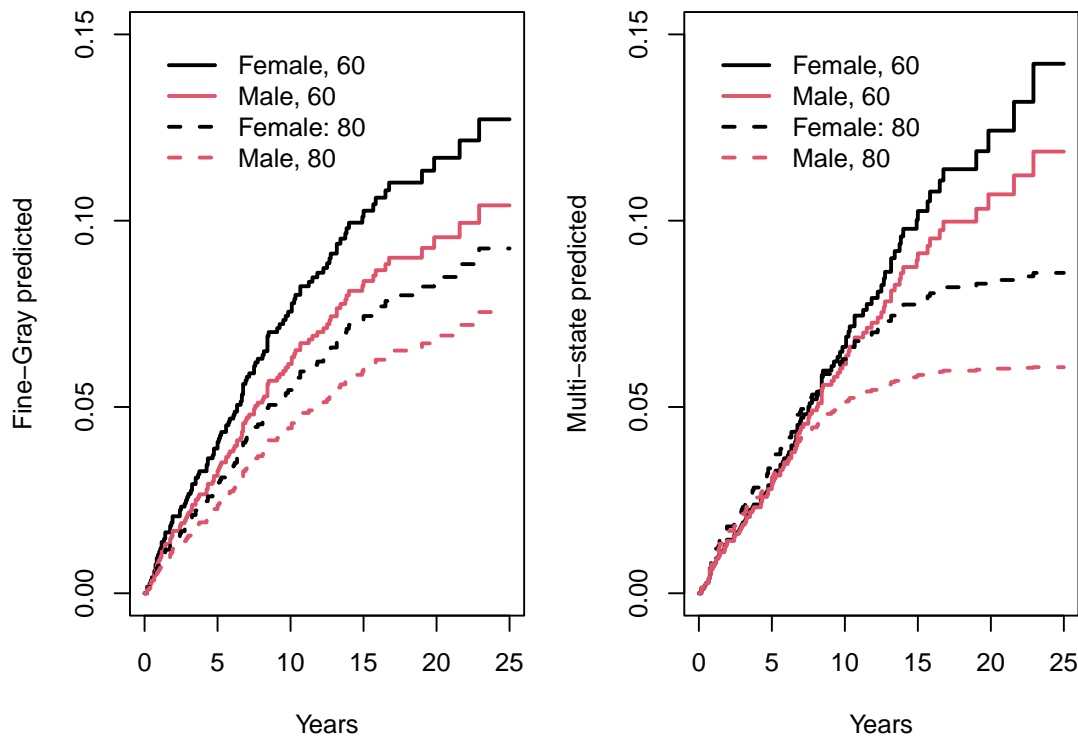 Fine−Gray predicted
0.15
0.10
0.05
0.00
Female, 60
Male, 60
Female: 80
Male, 80
0 5 10 15 20 25
Years
Multi−state predicted
0.15
0.10
0.05
0.00
Female, 60
Male, 60
Female: 80
Male, 80
0 5 10 15 20 25
Years